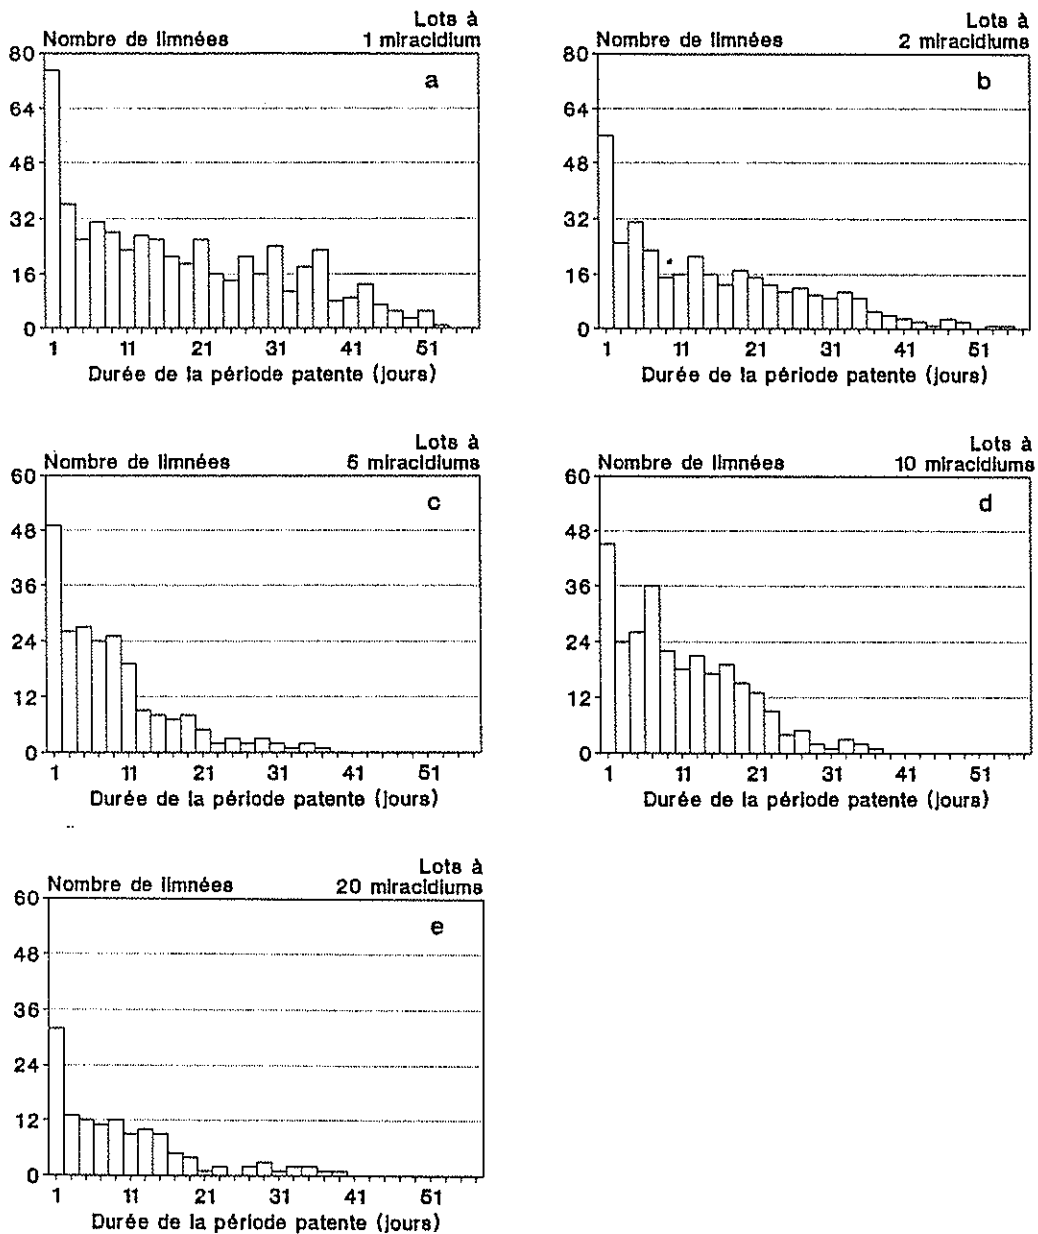 Lots à
Nombre de limnées 1 miracidium
80
a
64
48
32
16
0
1 11 21 31 41 51
Durée de la période patente (jours)
Lots à
Nombre de limnées 2 miracidiums
80
b
64
48
32
16
0
1 11 21 31 41 51
Durée de la période patente (jours)
Lots à
Nombre de limnées 5 miracidiums
60
c
48
36
24
12
0
1 11 21 31 41 51
Durée de la période patente (jours)
Lots à
Nombre de limnées 10 miracidiums
60
d
48
36
24
12
0
1 11 21 31 41 51
Durée de la période patente (jours)
Lots à
Nombre de limnées 20 miracidiums
60
e
48
36
24
12
0
1 11 21 31 41 51
Durée de la période patente (jours)